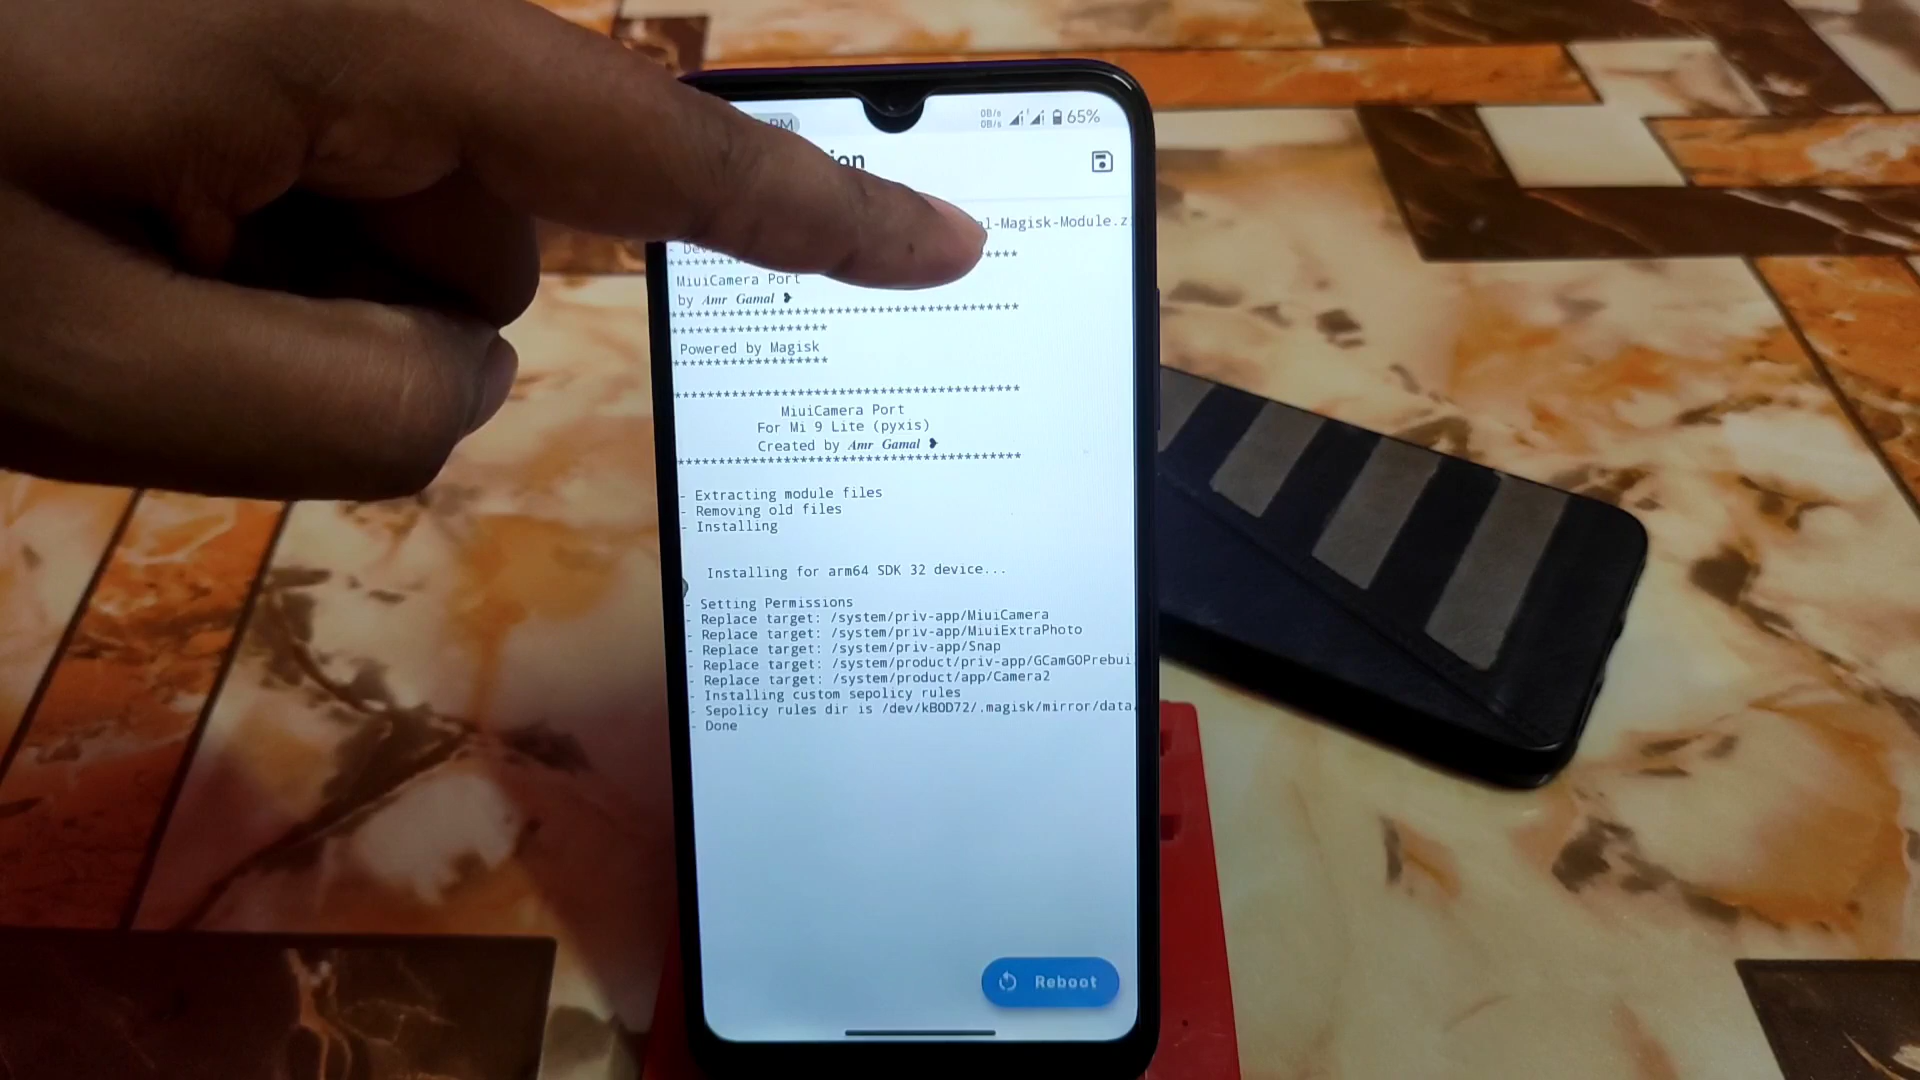 PM 0B/s 0B/s 65%
ion
l-Magisk-Module.z
- De
****
MiuiCamera Port
by Amr Gamal ❥
******************************************
*******************
Powered by Magisk
*******************
******************************************
MiuiCamera Port
For Mi 9 Lite (pyxis)
Created by Amr Gamal ❥
******************************************
- Extracting module files
- Removing old files
- Installing
Installing for arm64 SDK 32 device...
- Setting Permissions
- Replace target: /system/priv-app/MiuiCamera
- Replace target: /system/priv-app/MiuiExtraPhoto
- Replace target: /system/priv-app/Snap
- Replace target: /system/product/priv-app/GCamGOPrebui
- Replace target: /system/product/app/Camera2
- Installing custom sepolicy rules
- Sepolicy rules dir is /dev/kBOD72/.magisk/mirror/data
- Done
Reboot